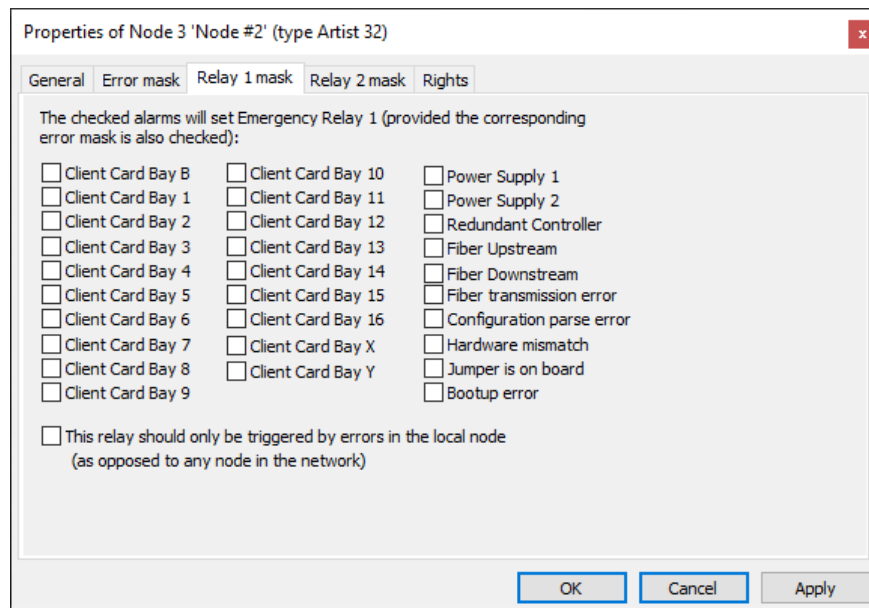 Properties of Node 3 'Node #2' (type Artist 32)
x
General
Error mask
Relay 1 mask
Relay 2 mask
Rights
The checked alarms will set Emergency Relay 1 (provided the corresponding
error mask is also checked):
Client Card Bay B
Client Card Bay 1
Client Card Bay 2
Client Card Bay 3
Client Card Bay 4
Client Card Bay 5
Client Card Bay 6
Client Card Bay 7
Client Card Bay 8
Client Card Bay 9
Client Card Bay 10
Client Card Bay 11
Client Card Bay 12
Client Card Bay 13
Client Card Bay 14
Client Card Bay 15
Client Card Bay 16
Client Card Bay X
Client Card Bay Y
Power Supply 1
Power Supply 2
Redundant Controller
Fiber Upstream
Fiber Downstream
Fiber transmission error
Configuration parse error
Hardware mismatch
Jumper is on board
Bootup error
This relay should only be triggered by errors in the local node
(as opposed to any node in the network)
OK
Cancel
Apply